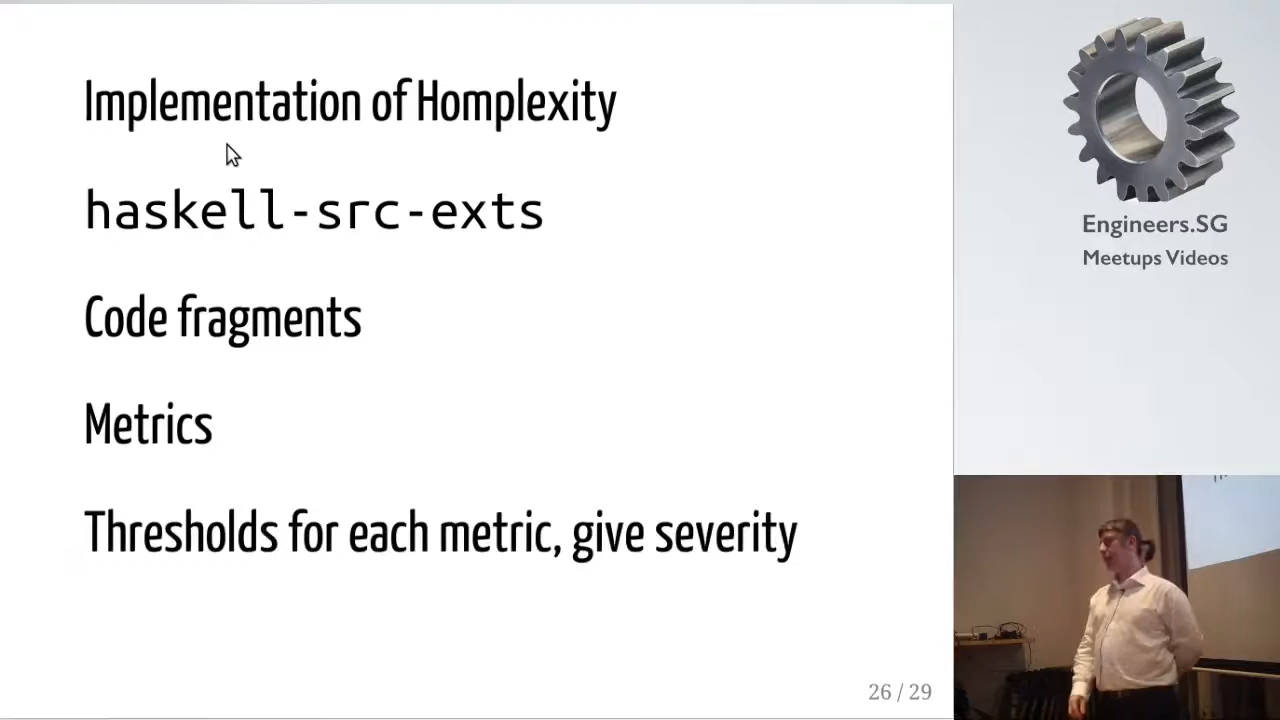 Implementation of Homplexity
haskell-src-exts
Code fragments
Metrics
Thresholds for each metric, give severity
26 / 29
Engineers.SG
Meetups Videos